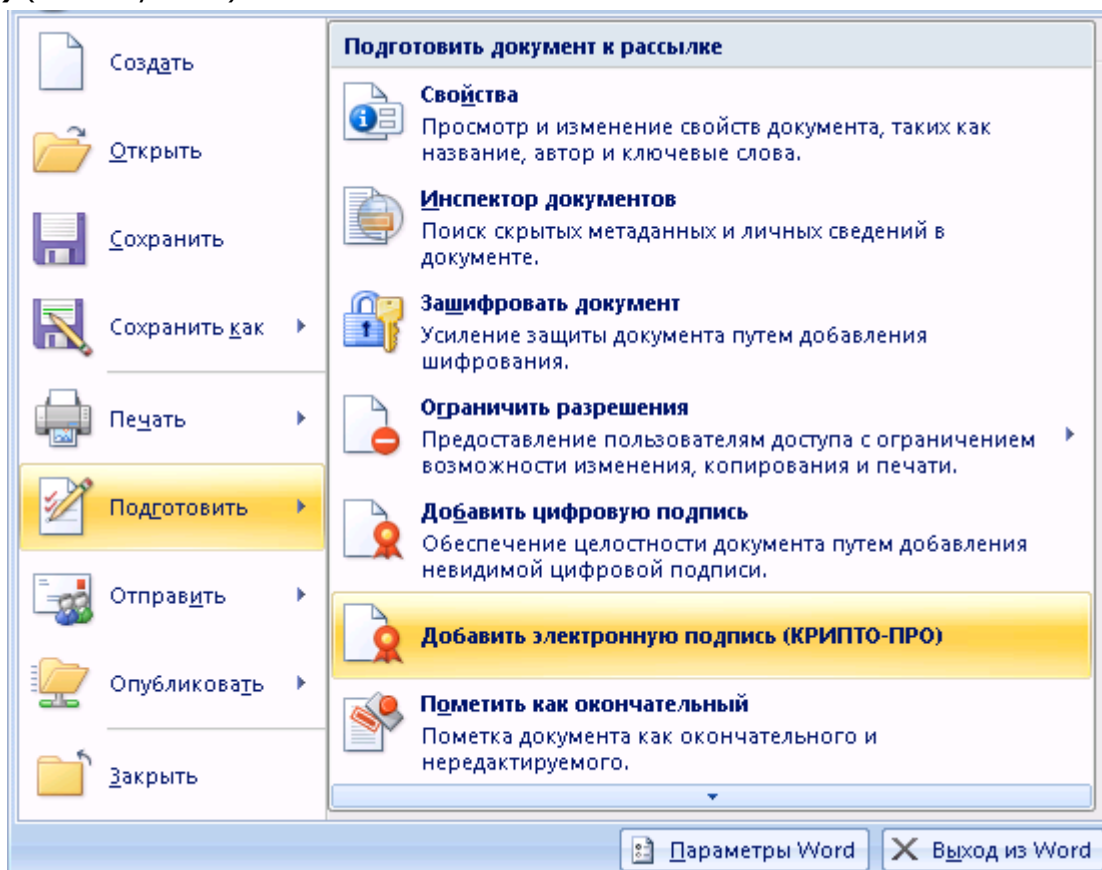 Создать
Открыть
Сохранить
Сохранить как
Печать
Подготовить
Отправить
Опубликовать
Закрыть
Подготовить документ к рассылке
Свойства
Просмотр и изменение свойств документа, таких как
название, автор и ключевые слова.
Инспектор документов
Поиск скрытых метаданных и личных сведений в
документе.
Зашифровать документ
Усиление защиты документа путем добавления
шифрования.
Ограничить разрешения
Предоставление пользователям доступа с ограничением
возможности изменения, копирования и печати.
Добавить цифровую подпись
Обеспечение целостности документа путем добавления
невидимой цифровой подписи.
Добавить электронную подпись (КРИПТО-ПРО)
Пометить как окончательный
Пометка документа как окончательного и
нередактируемого.
Параметры Word
Выход из Word